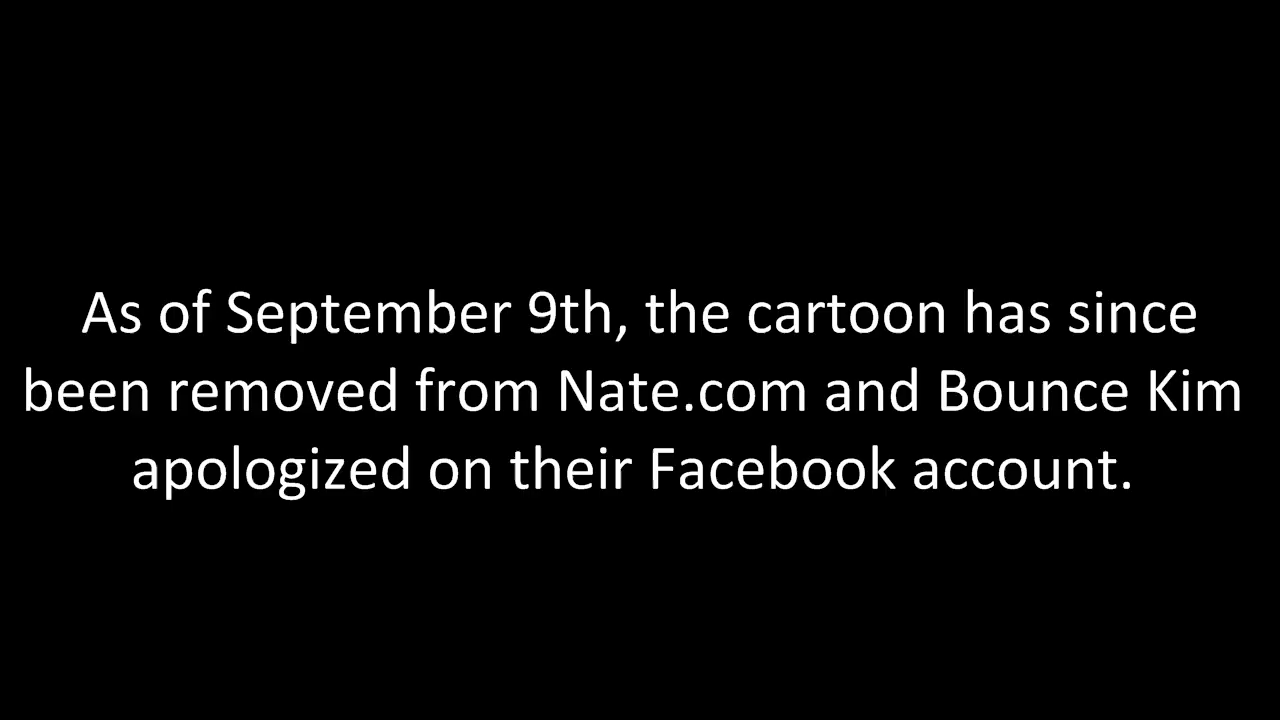 As of September 9th, the cartoon has since
been removed from Nate.com and Bounce Kim
apologized on their Facebook account.